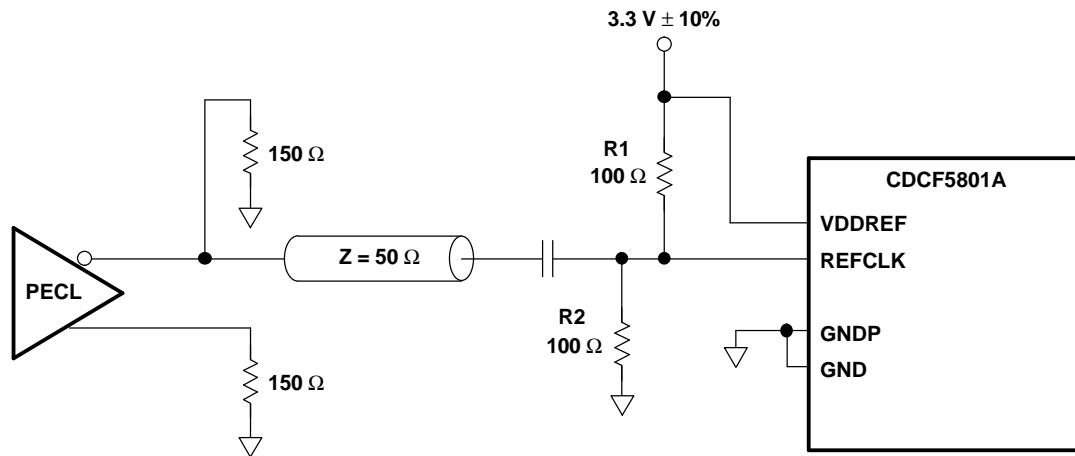 3.3 V ± 10%
150 Ω
R1
100 Ω
CDCF5801A
VDDREF
Z = 50 Ω
REFCLK
PECL
R2
100 Ω
GNDP
GND
150 Ω